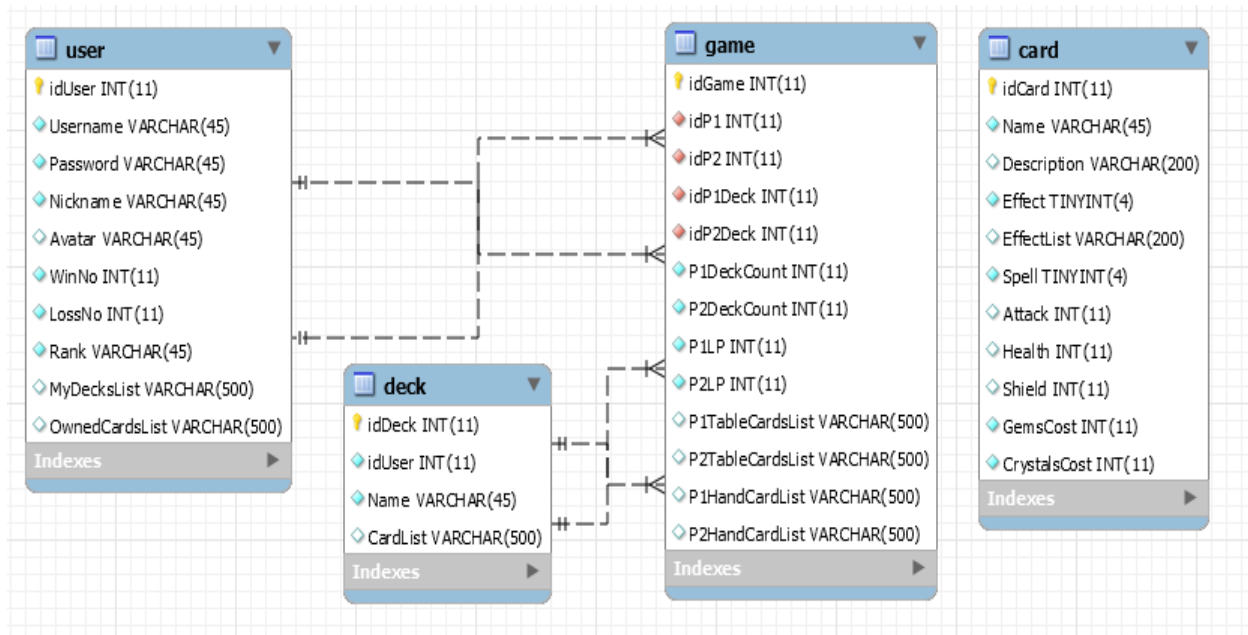 user
idUser INT(11)
Username VARCHAR(45)
Password VARCHAR(45)
Nickname VARCHAR(45)
Avatar VARCHAR(45)
WinNo INT(11)
LossNo INT(11)
Rank VARCHAR(45)
MyDecksList VARCHAR(500)
OwnedCardsList VARCHAR(500)
Indexes
deck
idDeck INT(11)
idUser INT(11)
Name VARCHAR(45)
CardList VARCHAR(500)
Indexes
game
idGame INT(11)
idP1 INT(11)
idP2 INT(11)
idP1Deck INT(11)
idP2Deck INT(11)
P1DeckCount INT(11)
P2DeckCount INT(11)
P1LP INT(11)
P2LP INT(11)
P1TableCardsList VARCHAR(500)
P2TableCardsList VARCHAR(500)
P1HandCardList VARCHAR(500)
P2HandCardList VARCHAR(500)
Indexes
card
idCard INT(11)
Name VARCHAR(45)
Description VARCHAR(200)
Effect TINYINT(4)
EffectList VARCHAR(200)
Spell TINYINT(4)
Attack INT(11)
Health INT(11)
Shield INT(11)
GemsCost INT(11)
CrystalsCost INT(11)
Indexes